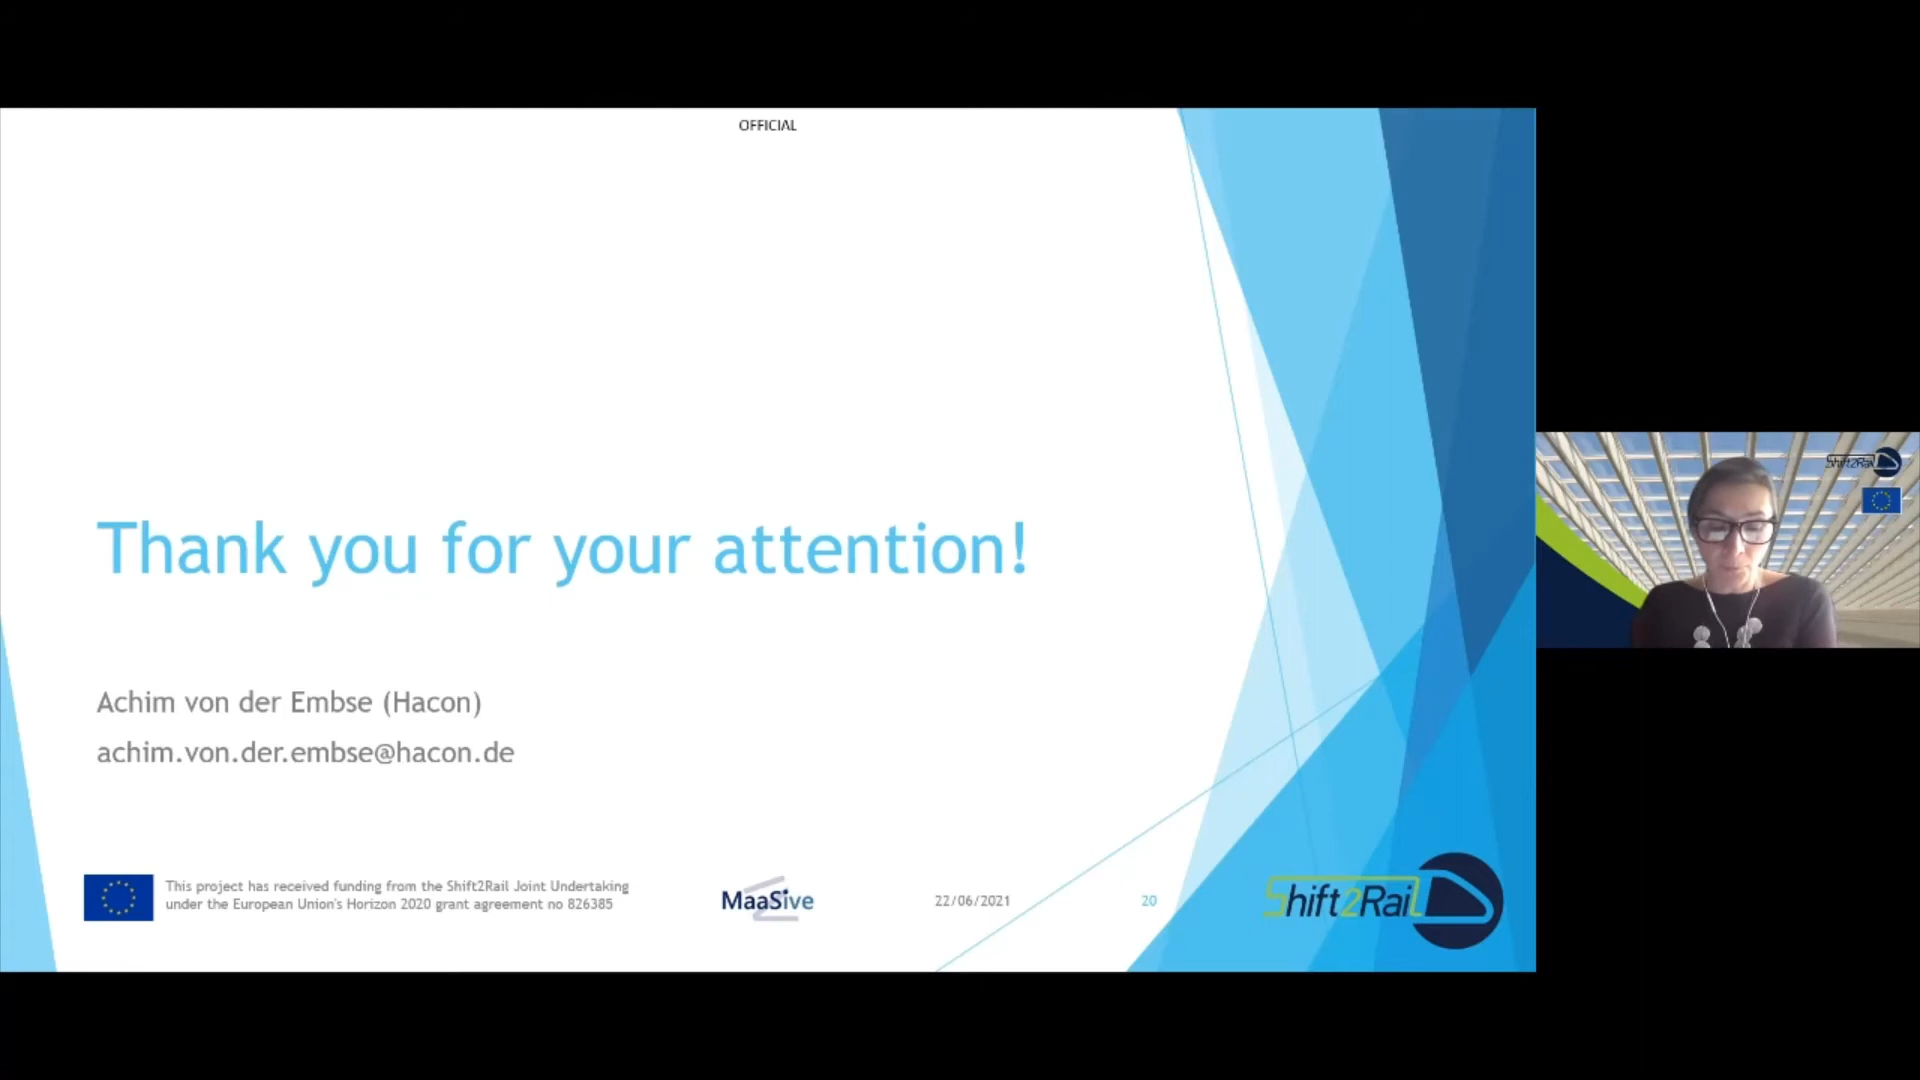 OFFICIAL
Thank you for your attention!
Achim von der Embse (Hacon)
achim.von.der.embse@hacon.de
This project has received funding from the Shift2Rail Joint Undertaking
under the European Union's Horizon 2020 grant agreement no 826385
MaaSive
22/06/2021
20
Shift2Rail
Shift2Rail